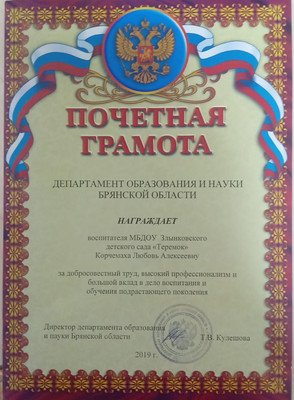 ПОЧЕТНАЯ
ГРАМОТА
ДЕПАРТАМЕНТ ОБРАЗОВАНИЯ И НАУКИ
БРЯНСКОЙ ОБЛАСТИ
НАГРАЖДАЕТ
воспитателя МБДОУ Злынковского
детского сада «Теремок»
Корчемаха Любовь Алексеевну
за добросовестный труд, высокий профессионализм и
большой вклад в дело воспитания и
обучения подрастающего поколения
Директор департамента образования
и науки Брянской области
Т.В. Кулешова
2019 г.